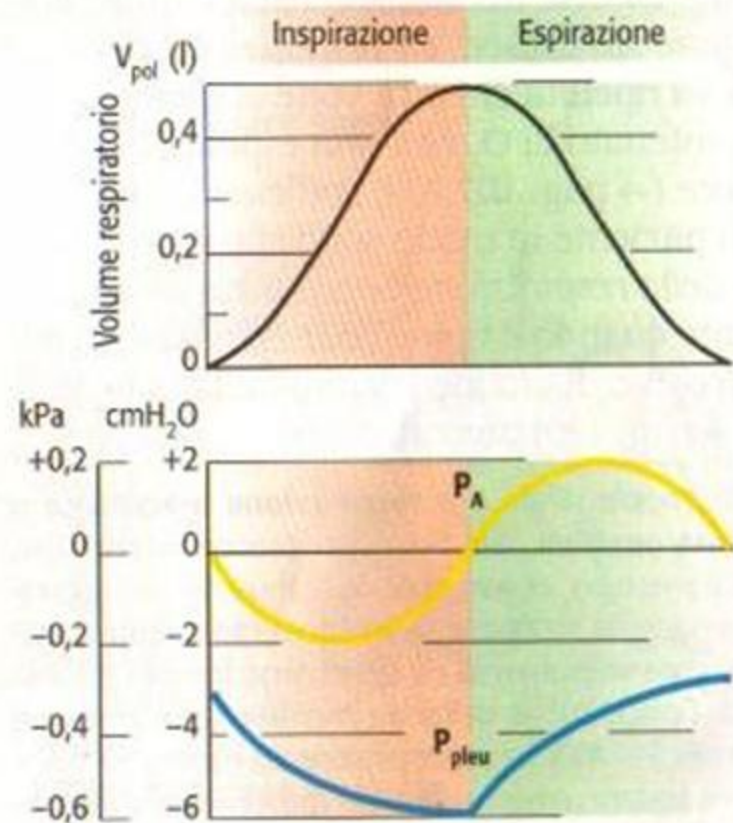 Inspirazione Espirazione
V_pol (l)
Volume respiratorio
0,4
0,2
0
kPa cmH₂O
+0,2 +2
P_A
0 0
–0,2 –2
–0,4 –4
P_pleu
–0,6 –6